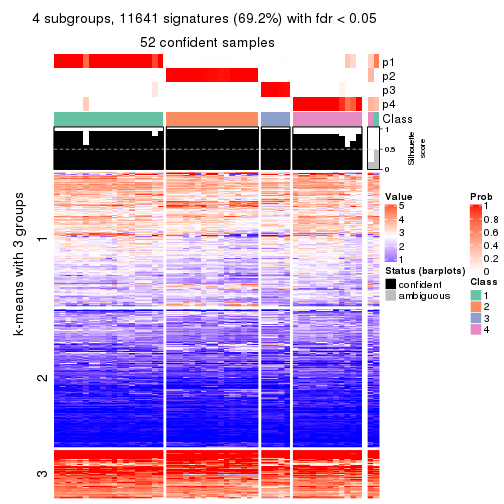 4 subgroups, 11641 signatures (69.2%) with fdr < 0.05
52 confident samples
p1
p2
p3
p4
Class
1
0.5
0
Silhouette
score
k-means with 3 groups
1
2
3
Value
5
4
3
2
1
Status (barplots)
confident
ambiguous
Prob
1
0.8
0.6
0.4
0.2
0
Class
1
2
3
4